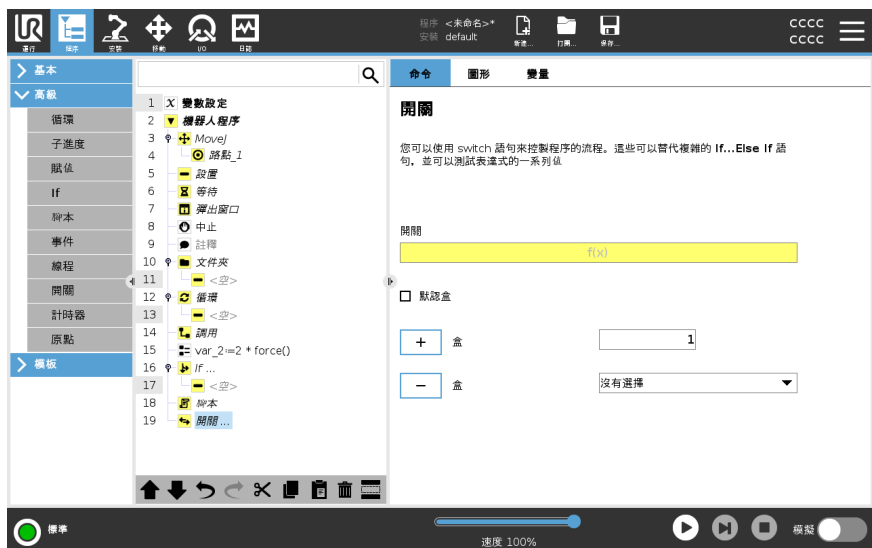 UR
運行
程序
安裝
移動
I/O
日誌
程序 <未命名>*
安裝 default
新建...
打開...
保存...
CCCC
CCCC
基本
高級
循環
子進度
賦值
If
腳本
事件
線程
開關
計時器
原點
模板
1 X 變數設定
2 機器人程序
3 MoveJ
4 路點_1
5 設置
6 等待
7 彈出窗口
8 中止
9 註釋
10 文件夾
11 <空>
12 循環
13 <空>
14 調用
15 var_2:=2 * force()
16 If ...
17 <空>
18 腳本
19 開關 ...
命令 圖形 變量
開關
您可以使用 switch 語句來控製程序的流程。這些可以替代複雜的 If...Else If 語
句，並可以測試表達式的一系列值
開關
f(x)
默認盒
+ 盒 1
− 盒 沒有選擇
標準
速度 100%
模擬